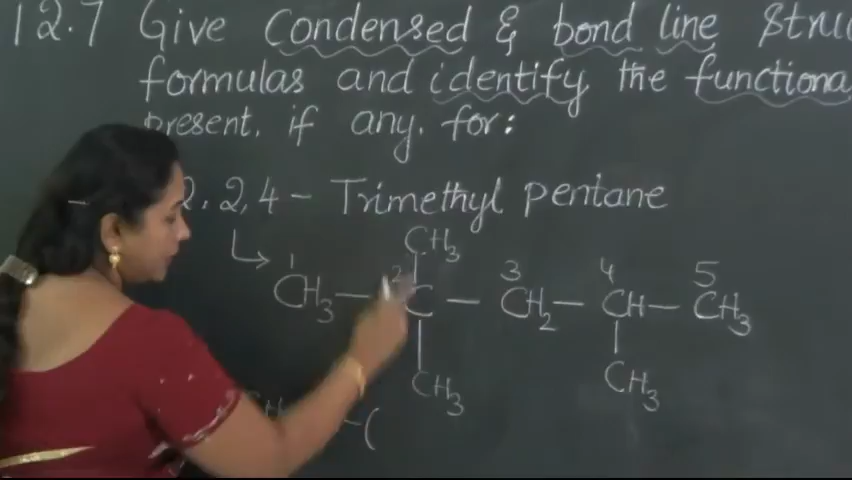 12.7 Give Condensed & bond line
formulas and identify the functiona
present, if any. for:
2, 2, 4 - Trimethyl pentane
CH3
1 2 3 4 5
CH3 — C — CH2 — CH — CH3
CH3 CH3